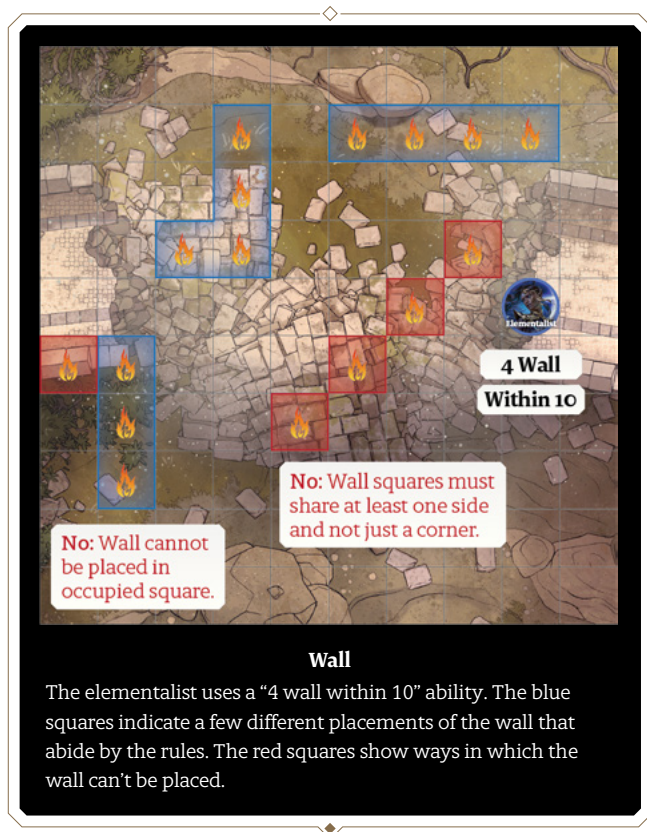 Elementalist
4 Wall
Within 10
No: Wall squares must
share at least one side
and not just a corner.
No: Wall cannot
be placed in
occupied square.
Wall
The elementalist uses a “4 wall within 10” ability. The blue
squares indicate a few different placements of the wall that
abide by the rules. The red squares show ways in which the
wall can’t be placed.